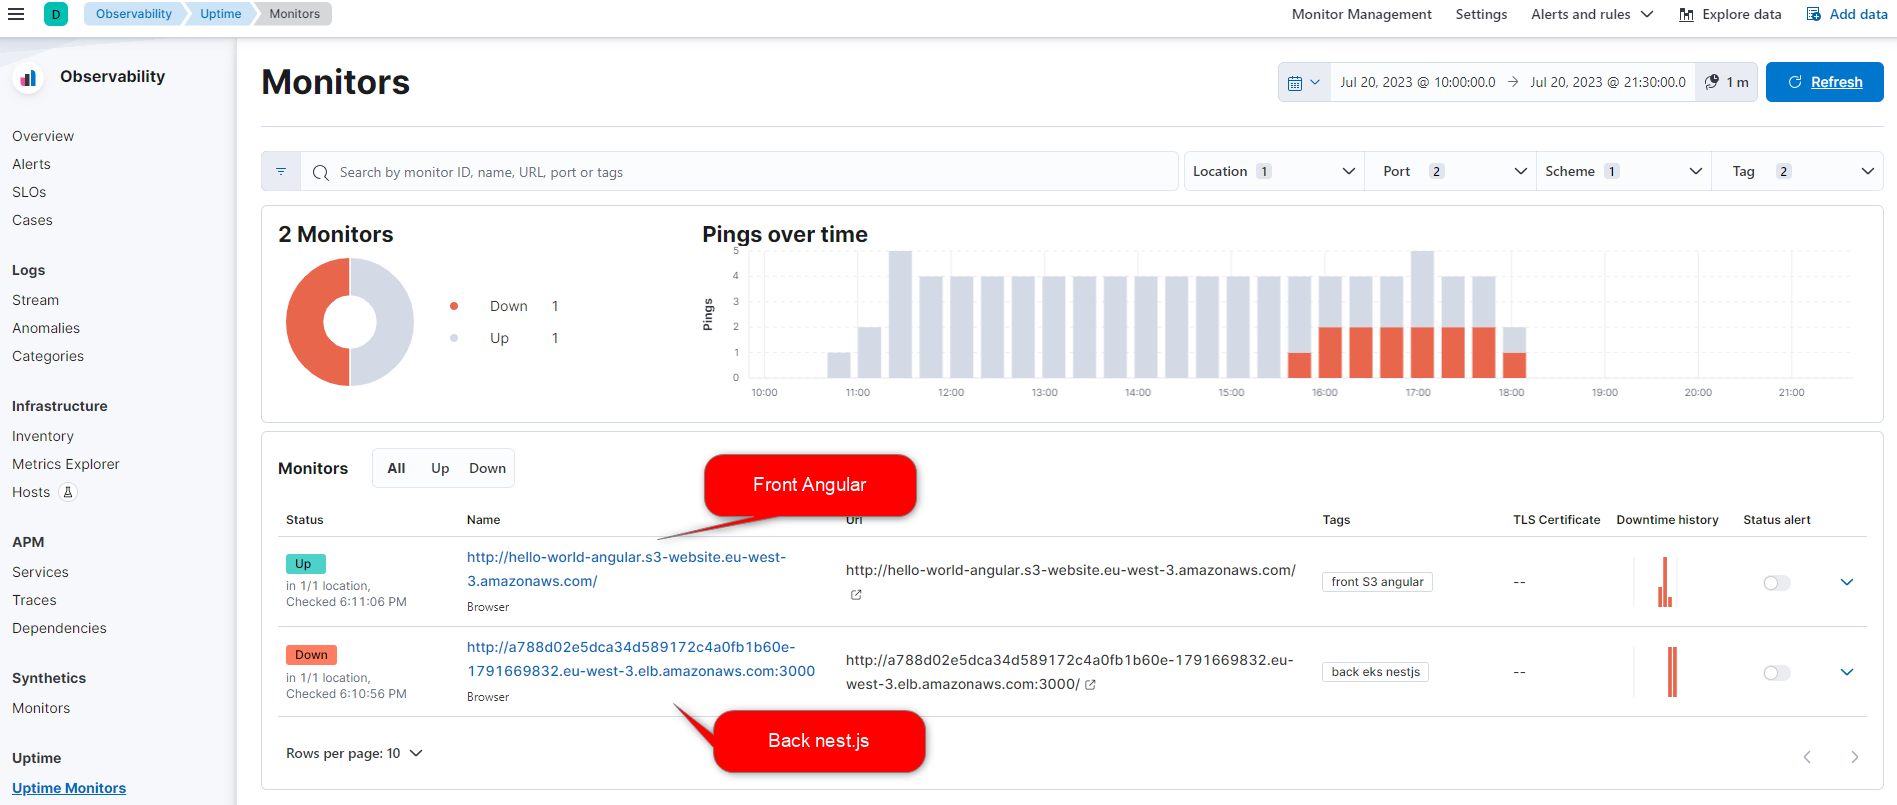 D Observability Uptime Monitors Monitor Management Settings Alerts and rules Explore data Add data
Observability
Overview
Alerts
SLOs
Cases
Logs
Stream
Anomalies
Categories
Infrastructure
Inventory
Metrics Explorer
Hosts
APM
Services
Traces
Dependencies
Synthetics
Monitors
Uptime
Uptime Monitors
Monitors
Jul 20, 2023 @ 10:00:00.0 → Jul 20, 2023 @ 21:30:00.0 1 m Refresh
Search by monitor ID, name, URL, port or tags Location 1 Port 2 Scheme 1 Tag 2
2 Monitors
Down 1
Up 1
Pings over time
Pings
5
4
3
2
1
0
10:00 11:00 12:00 13:00 14:00 15:00 16:00 17:00 18:00 19:00 20:00 21:00
Monitors All Up Down
Front Angular
Status Name Url Tags TLS Certificate Downtime history Status alert
Up
in 1/1 location,
Checked 6:11:06 PM
http://hello-world-angular.s3-website.eu-west-
3.amazonaws.com/
Browser
http://hello-world-angular.s3-website.eu-west-3.amazonaws.com/
front S3 angular
--
Down
in 1/1 location,
Checked 6:10:56 PM
http://a788d02e5dca34d589172c4a0fb1b60e-
1791669832.eu-west-3.elb.amazonaws.com:3000
Browser
http://a788d02e5dca34d589172c4a0fb1b60e-1791669832.eu-
west-3.elb.amazonaws.com:3000/
back eks nestjs
--
Back nest.js
Rows per page: 10